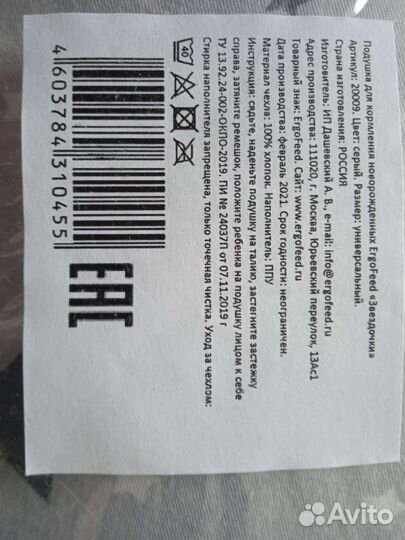 Подушка для кормления новорожденных ErgoFeed «Звездочки»
Артикул: 20009. Цвет: серый. Размер: универсальный.
Страна изготовления: РОССИЯ
Изготовитель: ИП Дашевский А. В., e-mail: info@ergofeed.ru
Адрес производства: 111020, г. Москва, Юрьевский переулок, 13Ас1
Товарный знак: ErgoFeed. Сайт: www.ergofeed.ru
Дата производства: февраль 2021. Срок годности: неограничен.
Материал чехла: 100% хлопок. Наполнитель: ППУ
Инструкция: сядьте, наденьте подушку на талию, застегните застежку
справа, затяните ремешок, положите ребенка на подушку лицом к себе
ТУ 13.92.24-002-ОКПО-2019. ПИ № 24037П от 07.11.2019 г
Стирка наполнителя запрещена, только точечная чистка. Уход за чехлом:
40
4603784310455
EAC
Avito